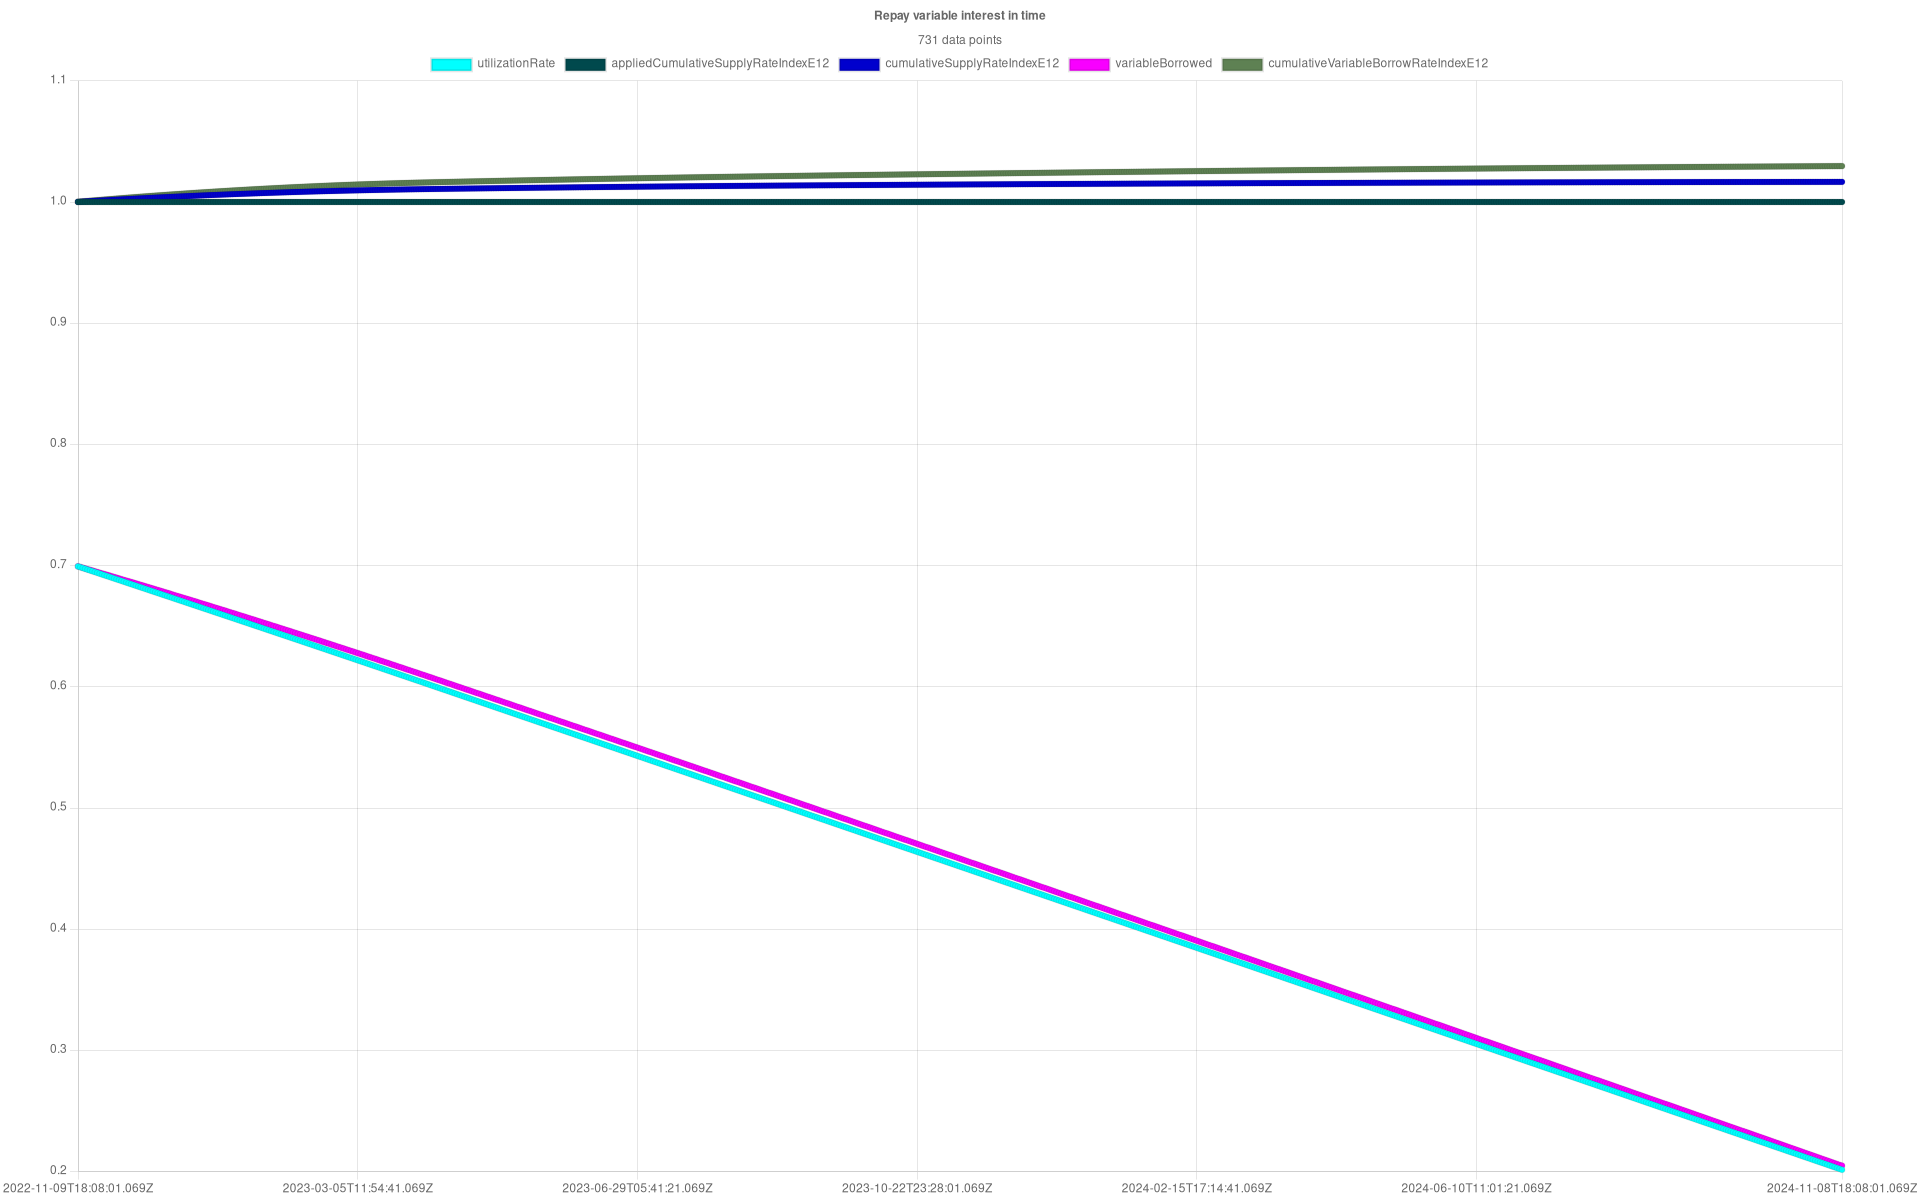 Repay variable interest in time
731 data points
utilizationRate appliedCumulativeSupplyRateIndexE12 cumulativeSupplyRateIndexE12 variableBorrowed cumulativeVariableBorrowRateIndexE12
1.1
1.0
0.9
0.8
0.7
0.6
0.5
0.4
0.3
0.2
2022-11-09T18:08:01.069Z 2023-03-05T11:54:41.069Z 2023-06-29T05:41:21.069Z 2023-10-22T23:28:01.069Z 2024-02-15T17:14:41.069Z 2024-06-10T11:01:21.069Z 2024-11-08T18:08:01.069Z